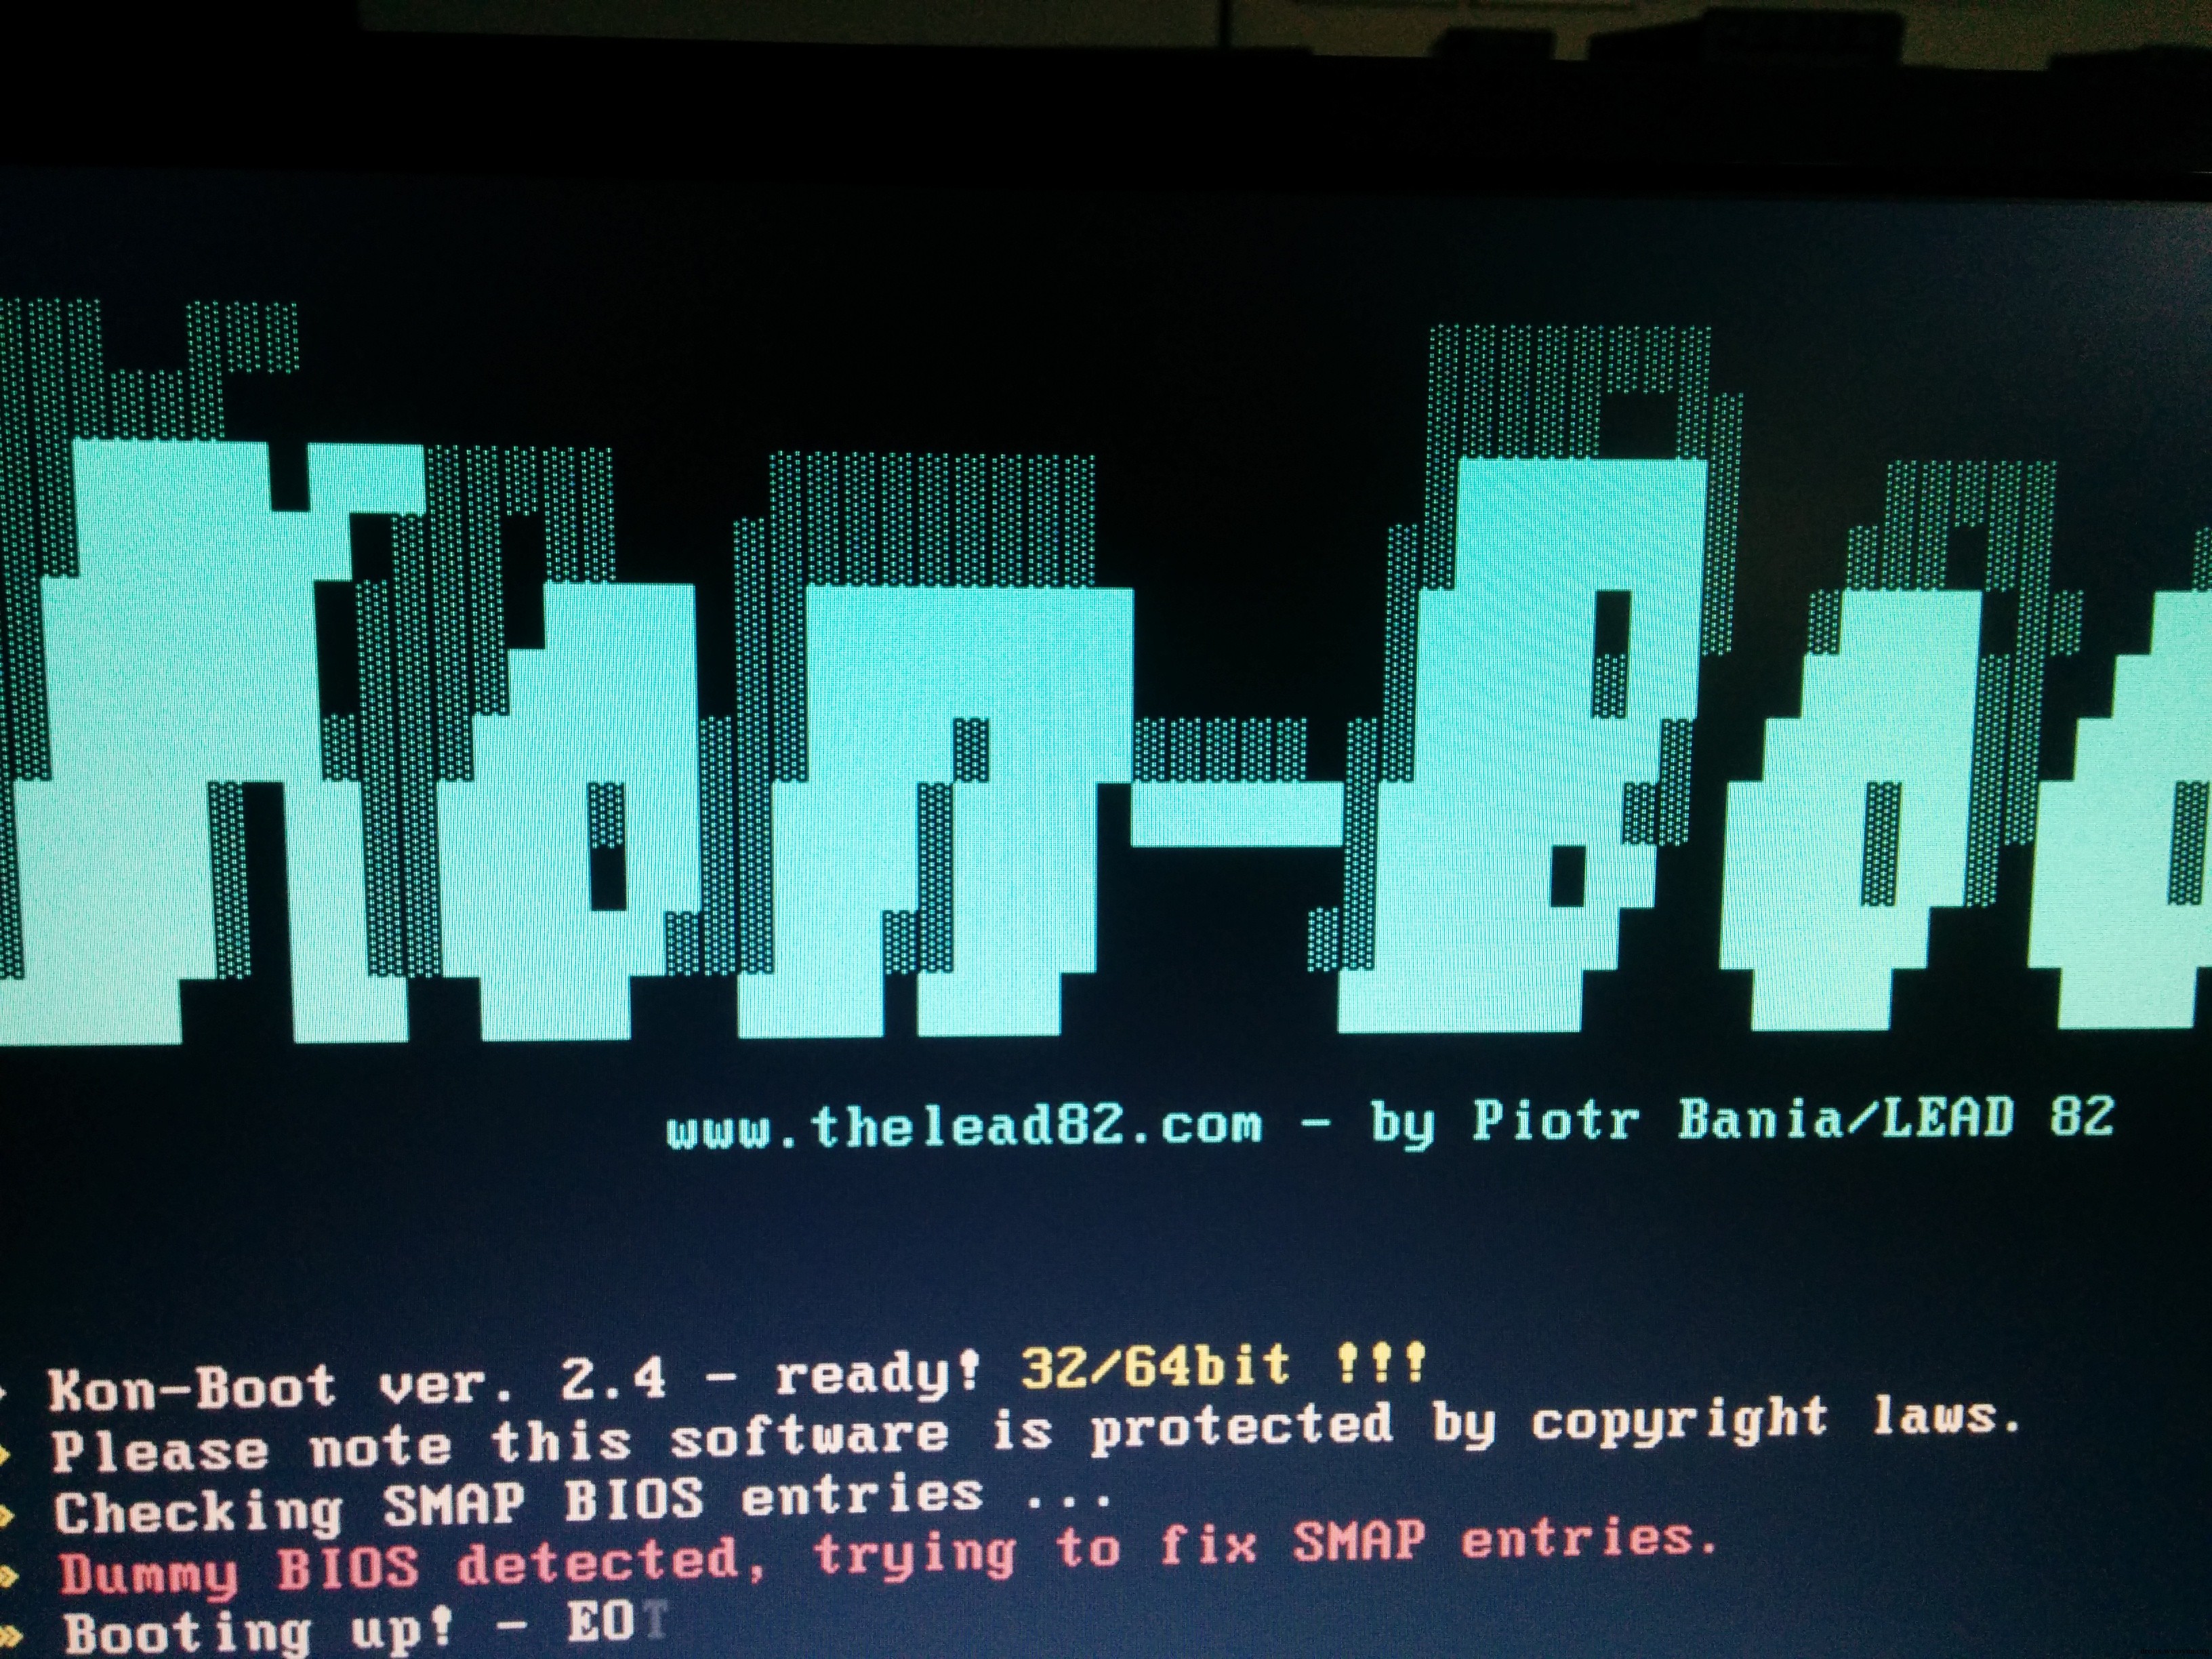 Kon-Boo
www.thelead82.com - by Piotr Bania/LEAD 82
» Kon-Boot ver. 2.4 - ready! 32/64bit !!!
» Please note this software is protected by copyright laws.
» Checking SMAP BIOS entries ...
» Dummy BIOS detected, trying to fix SMAP entries.
» Booting up! - EOT